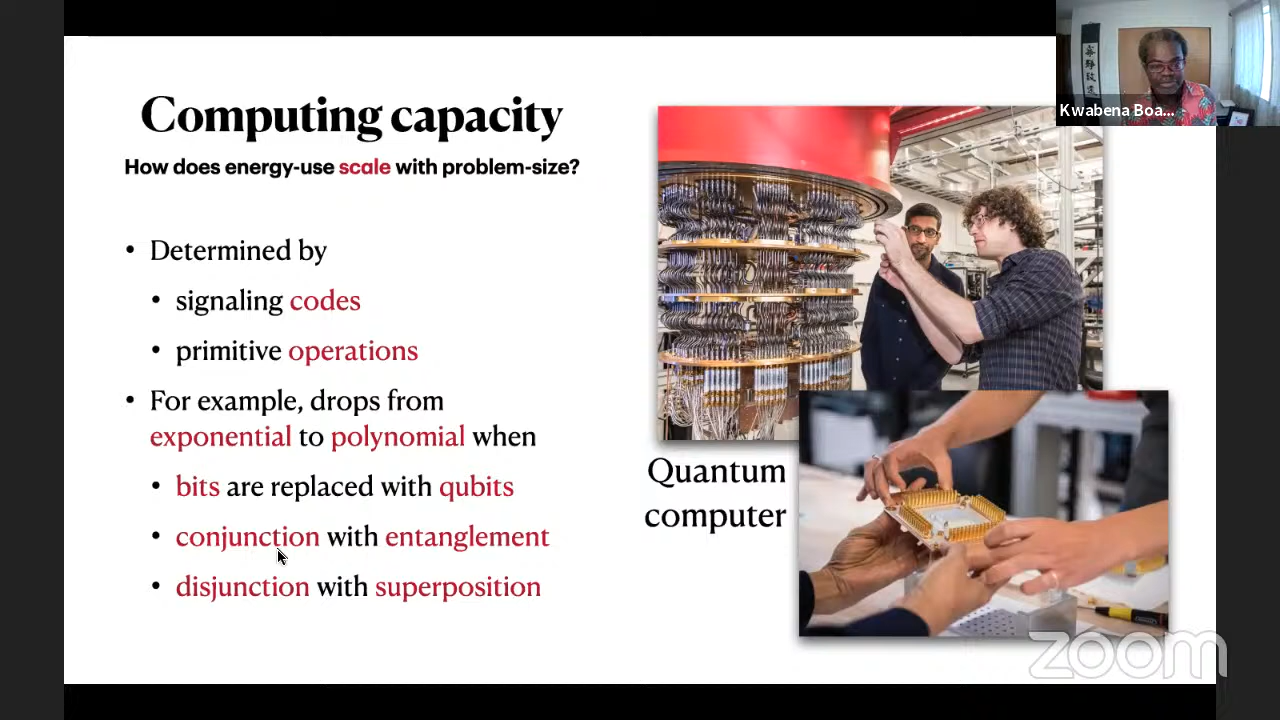 Computing capacity
How does energy-use scale with problem-size?
• Determined by
• signaling codes
• primitive operations
• For example, drops from
exponential to polynomial when
• bits are replaced with qubits
• conjunction with entanglement
• disjunction with superposition
Quantum
computer
Kwabena Boa...
zoom